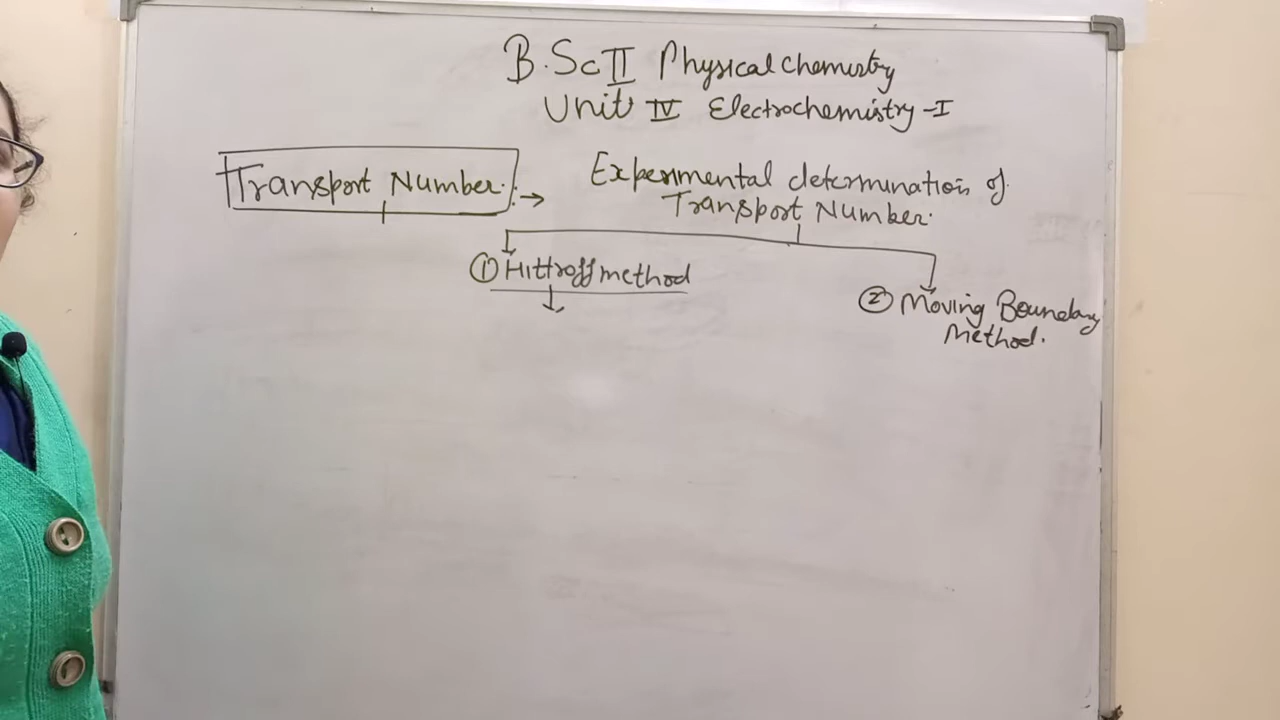 B.Sc II Physical Chemistry
Unit IV Electrochemistry-I
Transport Number. → Experimental determination of
Transport Number.
① Hittroff method
② Moving Boundary
Method.